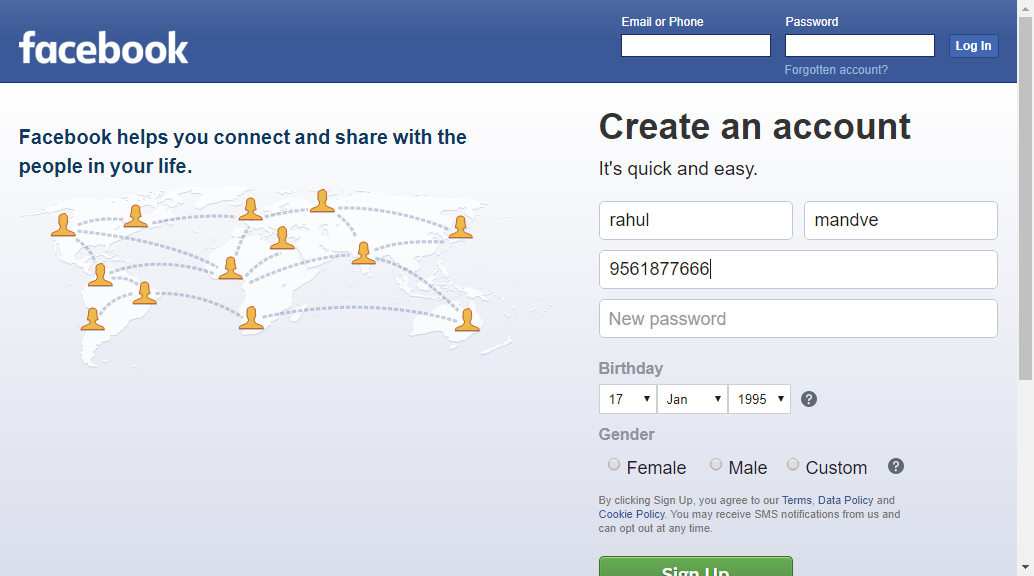 facebook
Email or Phone
Password
Log In
Forgotten account?
Facebook helps you connect and share with the
people in your life.
Create an account
It's quick and easy.
rahul
mandve
9561877666
New password
Birthday
17
Jan
1995
?
Gender
Female
Male
Custom
?
By clicking Sign Up, you agree to our Terms, Data Policy and
Cookie Policy. You may receive SMS notifications from us and
can opt out at any time.
Sign Up